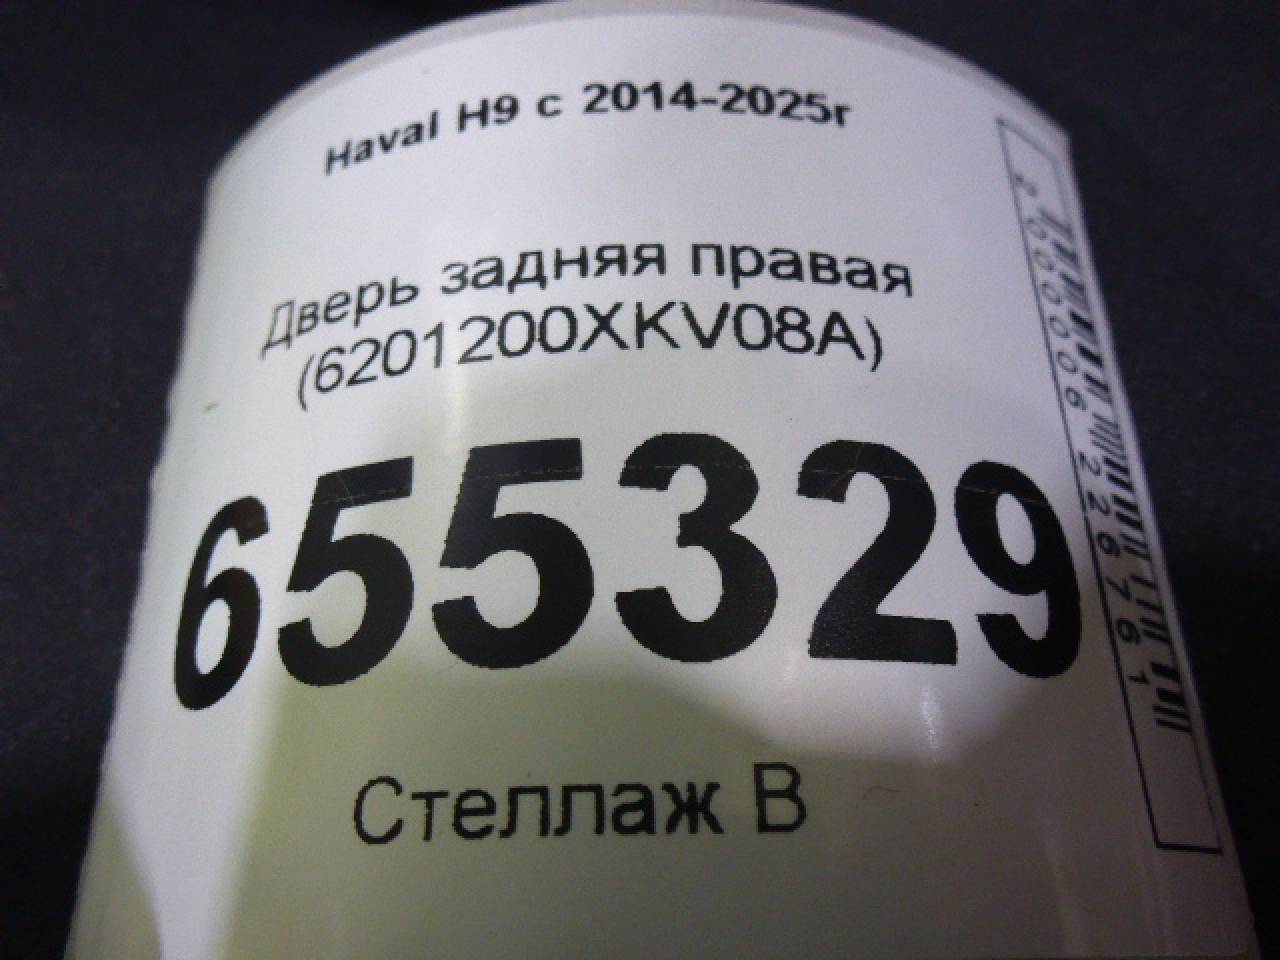 Haval H9 с 2014-2025г
Дверь задняя правая
(6201200XKV08A)
655329
Стеллаж В
2000006226761